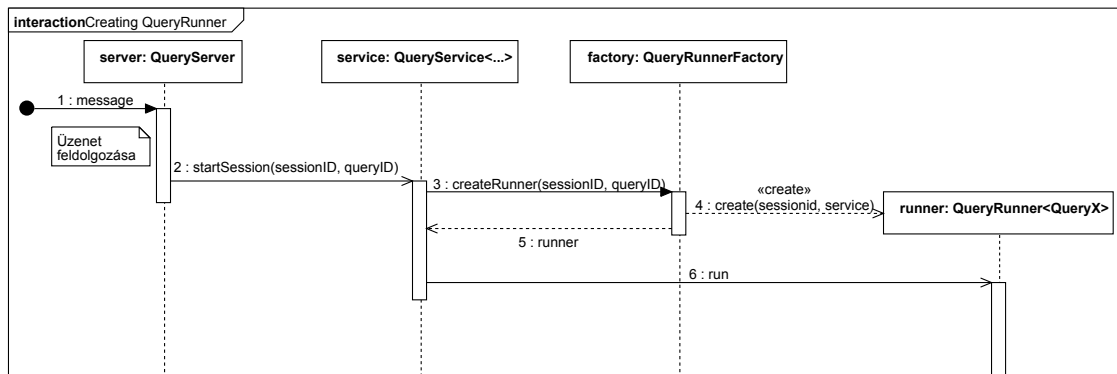 interactionCreating QueryRunner
server: QueryServer
service: QueryService<...>
factory: QueryRunnerFactory
1 : message
Üzenet
feldolgozása
2 : startSession(sessionID, queryID)
3 : createRunner(sessionID, queryID)
«create»
4 : create(sessionid, service)
runner: QueryRunner<QueryX>
5 : runner
6 : run